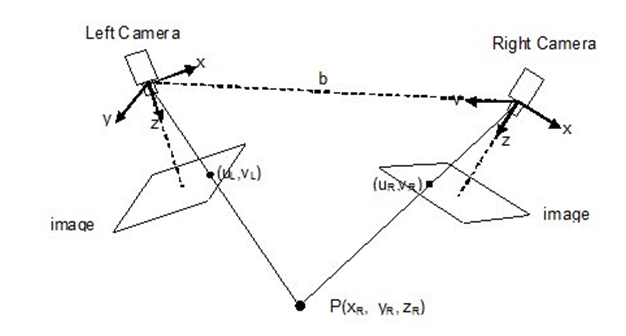 Left Camera
Right Camera
x
b
y
z
y
x
z
(uL,vL)
(uR,vR)
image
image
P(xR, yR, zR)